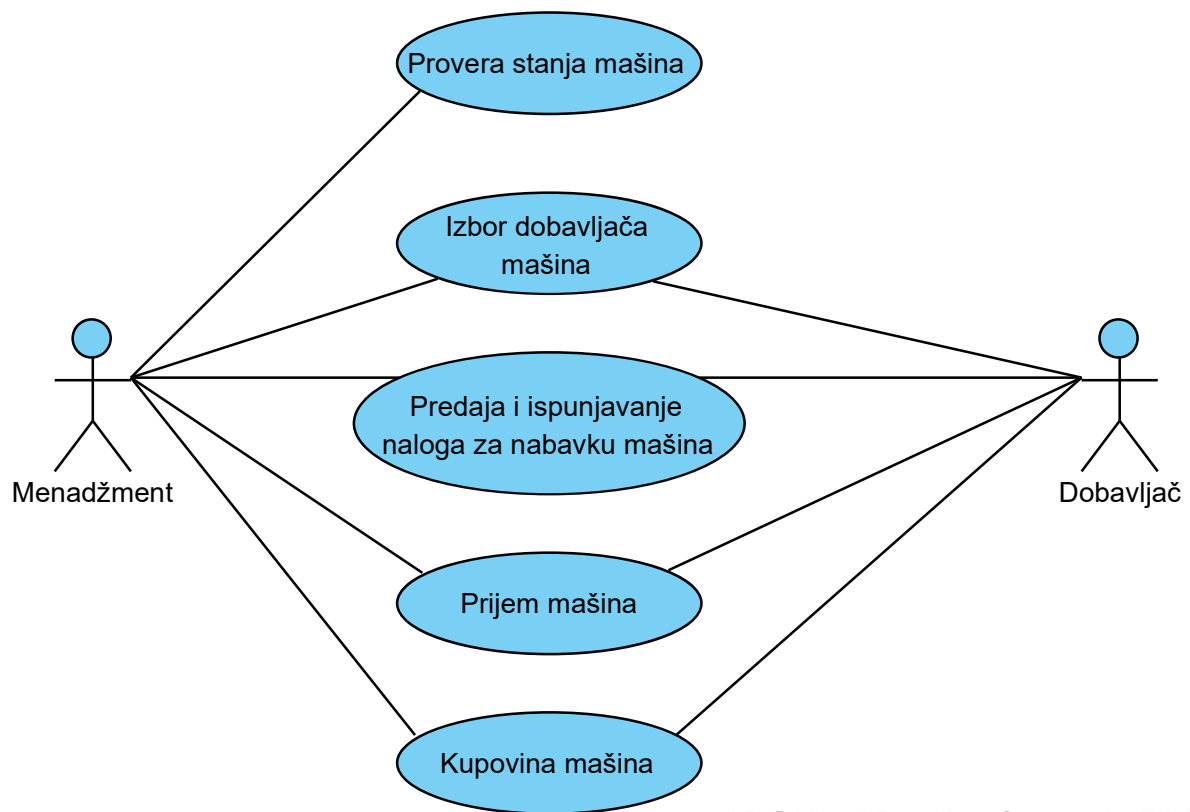 Provera stanja mašina
Izbor dobavljača
mašina
Predaja i ispunjavanje
naloga za nabavku mašina
Menadžment
Dobavljač
Prijem mašina
Kupovina mašina